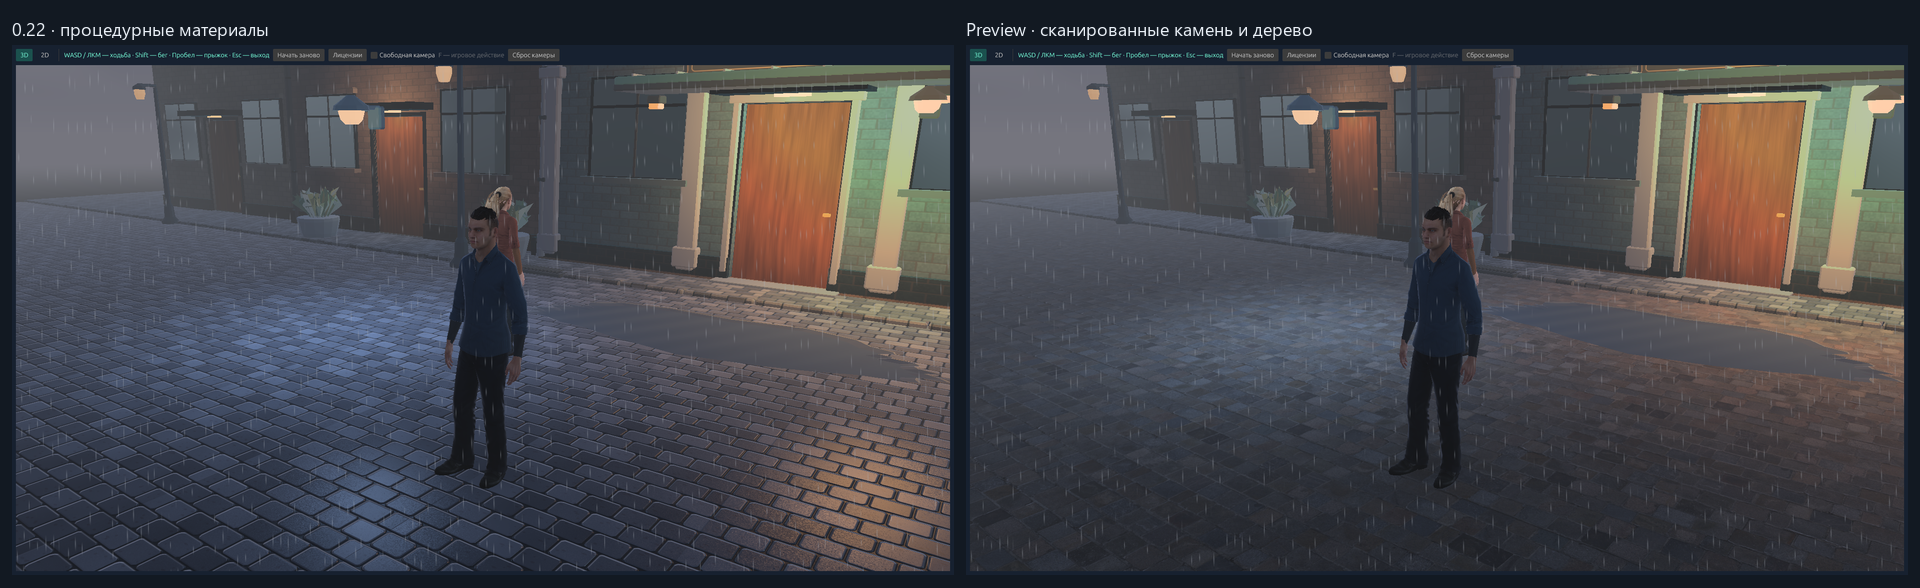 0.22 · процедурные материалы
3D 2D WASD / ЛКМ — ходьба · Shift — бег · Пробел — прыжок · Esc — выход Начать заново Лицензии Свободная камера F — игровое действие Сброс камеры
Preview · сканированные камень и дерево
3D 2D WASD / ЛКМ — ходьба · Shift — бег · Пробел — прыжок · Esc — выход Начать заново Лицензии Свободная камера F — игровое действие Сброс камеры